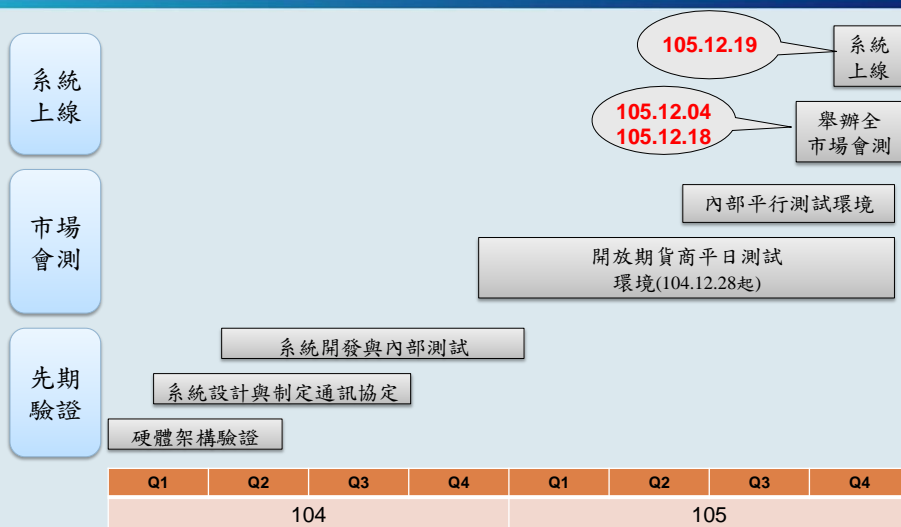 系統
上線
105.12.19
系統
上線
105.12.04
105.12.18
舉辦全
市場會測
市場
會測
內部平行測試環境
開放期貨商平日測試
環境(104.12.28起)
先期
驗證
系統開發與內部測試
系統設計與制定通訊協定
硬體架構驗證
Q1 Q2 Q3 Q4 Q1 Q2 Q3 Q4
104 105